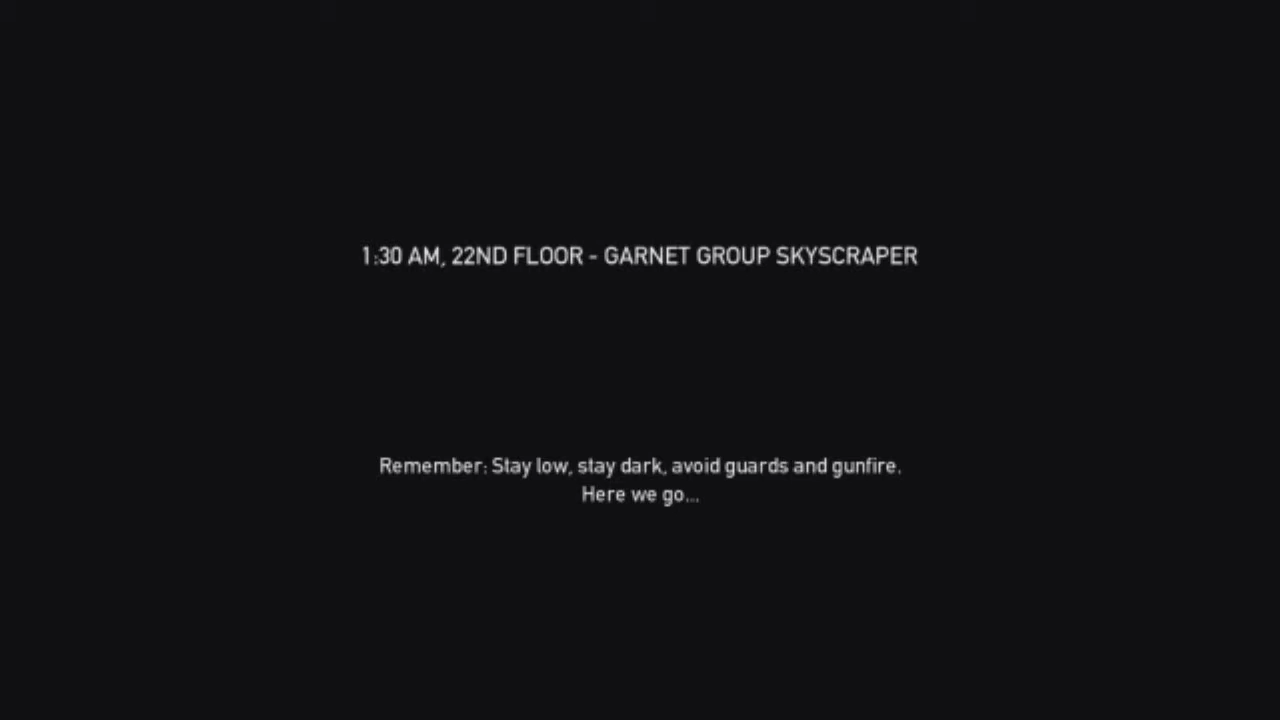 1:30 AM, 22ND FLOOR - GARNET GROUP SKYSCRAPER
Remember: Stay low, stay dark, avoid guards and gunfire.
Here we go...